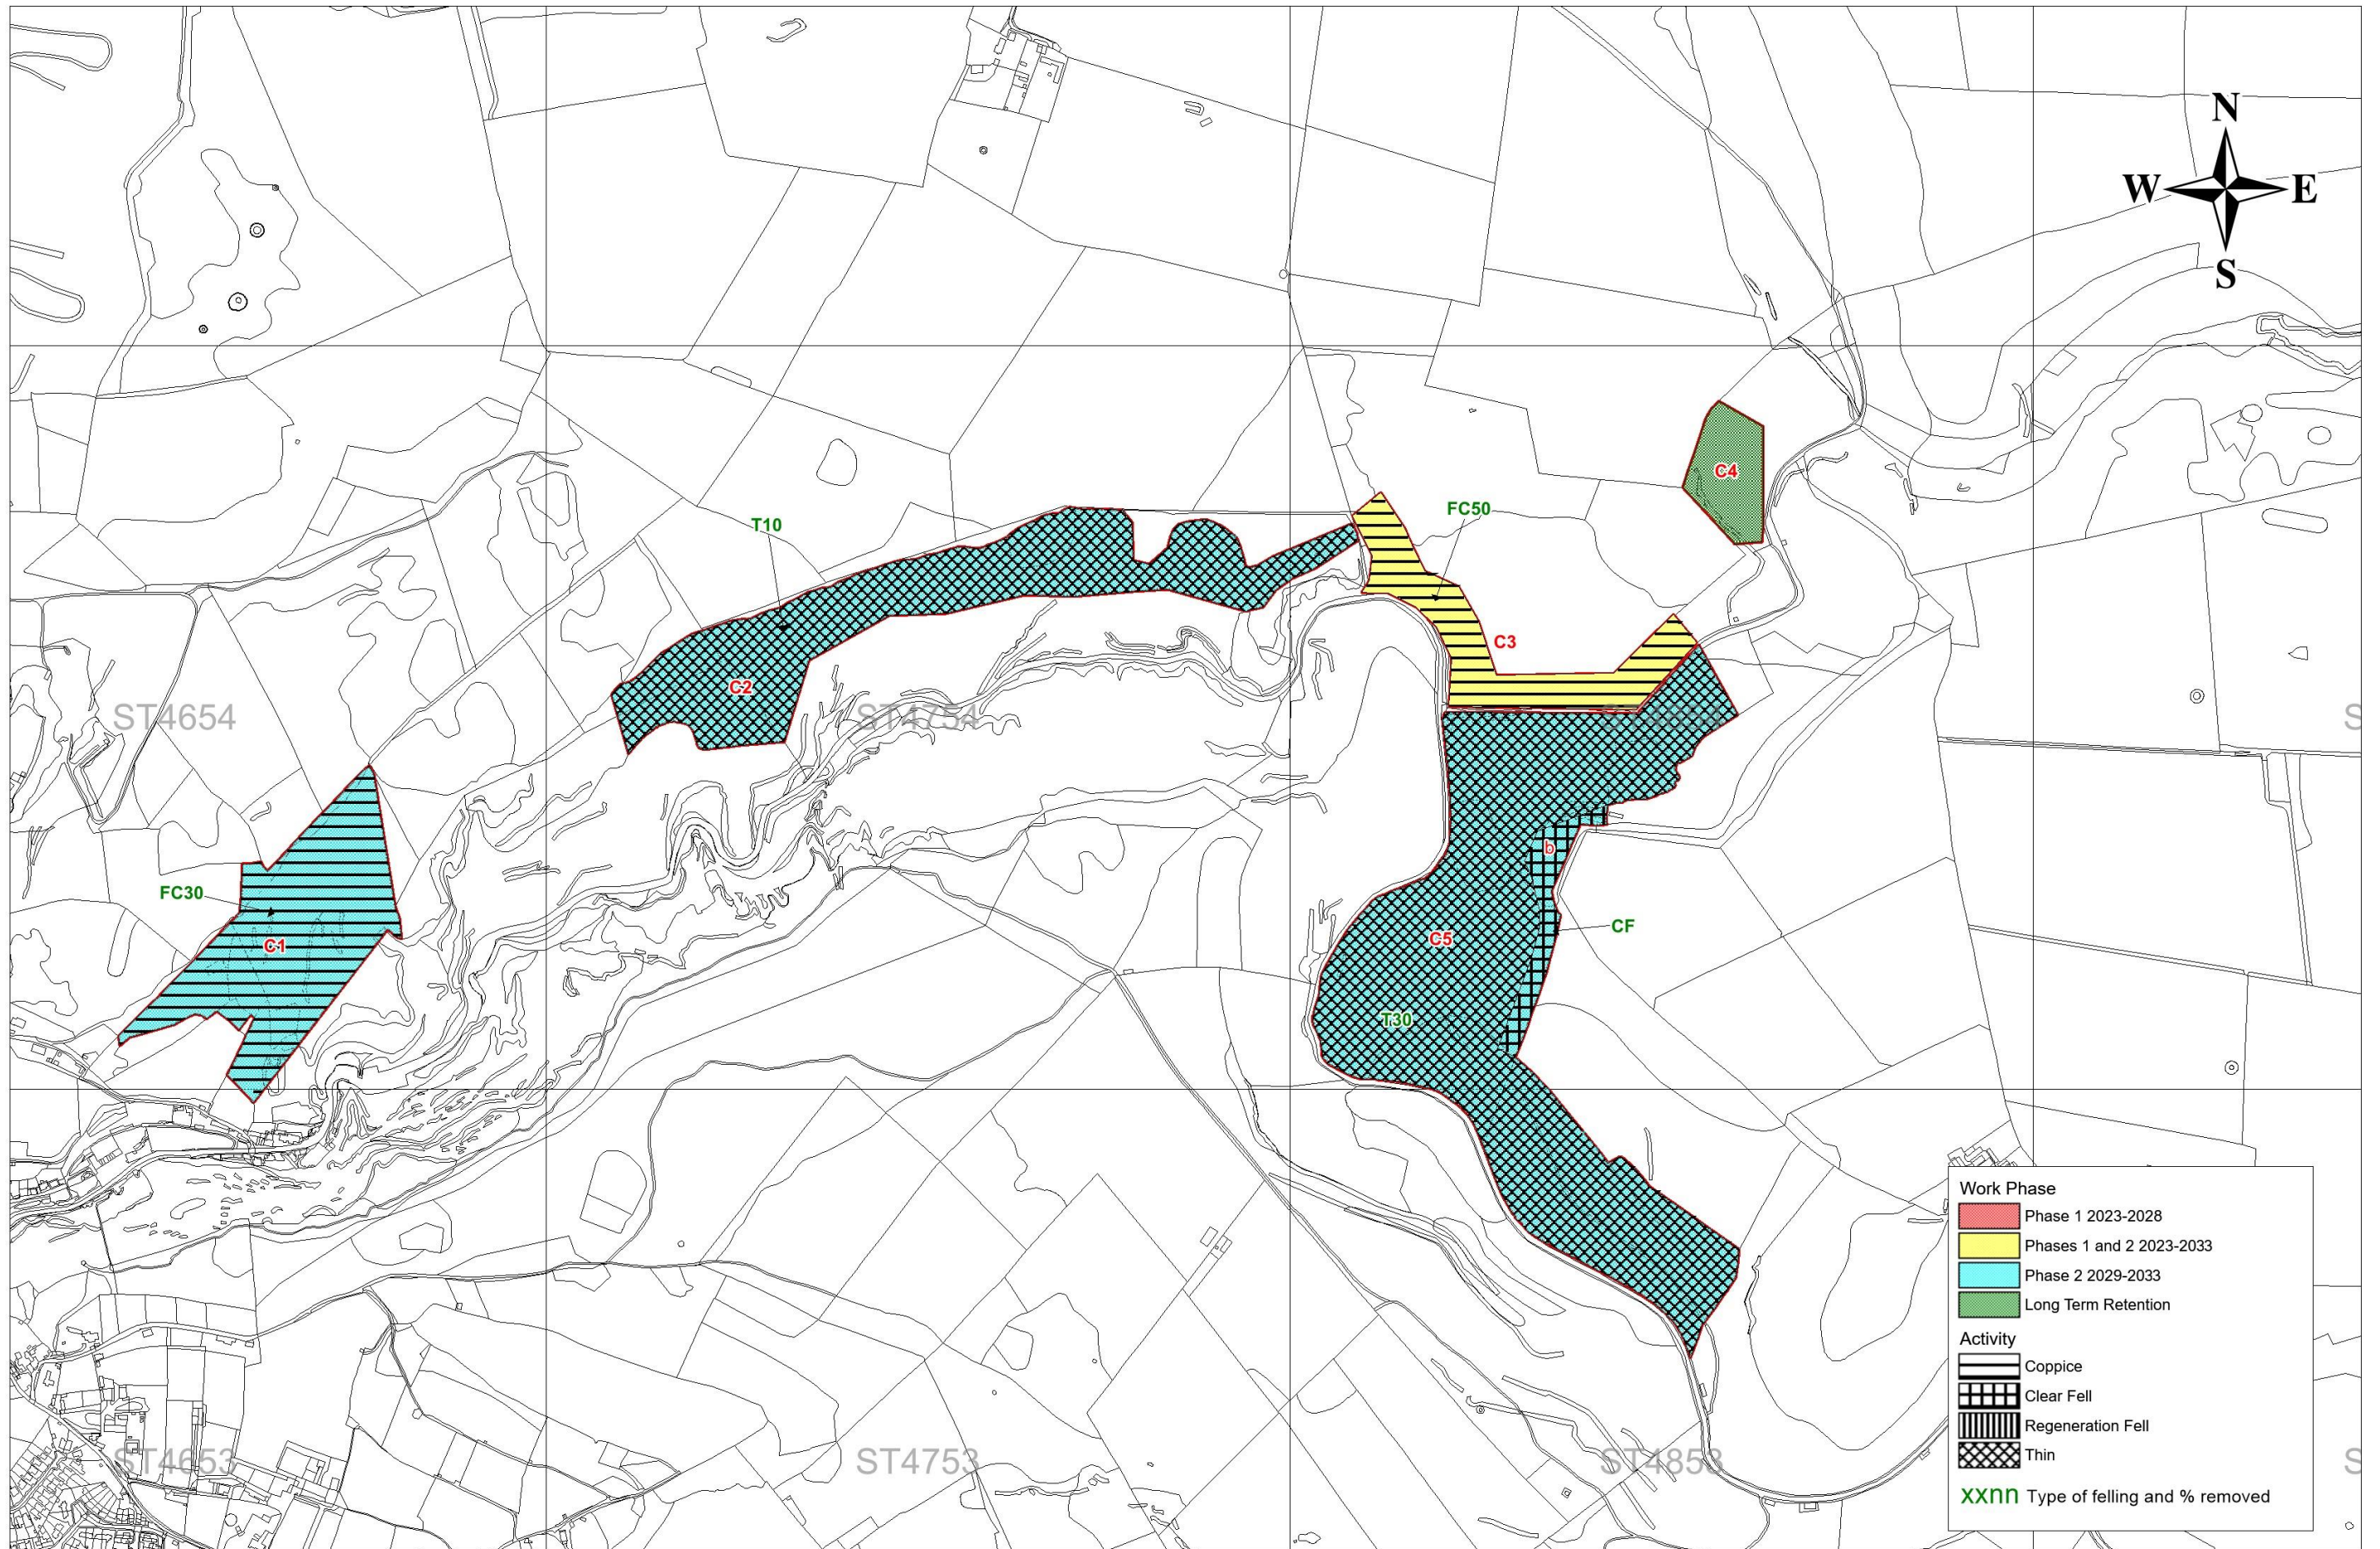 N
W E
S
C4
FC50
T10
C3
C2
ST4654
ST4754
b
FC30
CF
C5
C1
T30
Work Phase
Phase 1 2023-2028
Phases 1 and 2 2023-2033
Phase 2 2029-2033
Long Term Retention
Activity
Coppice
Clear Fell
Regeneration Fell
Thin
xxnn Type of felling and % removed
ST4653
ST4753
ST4853